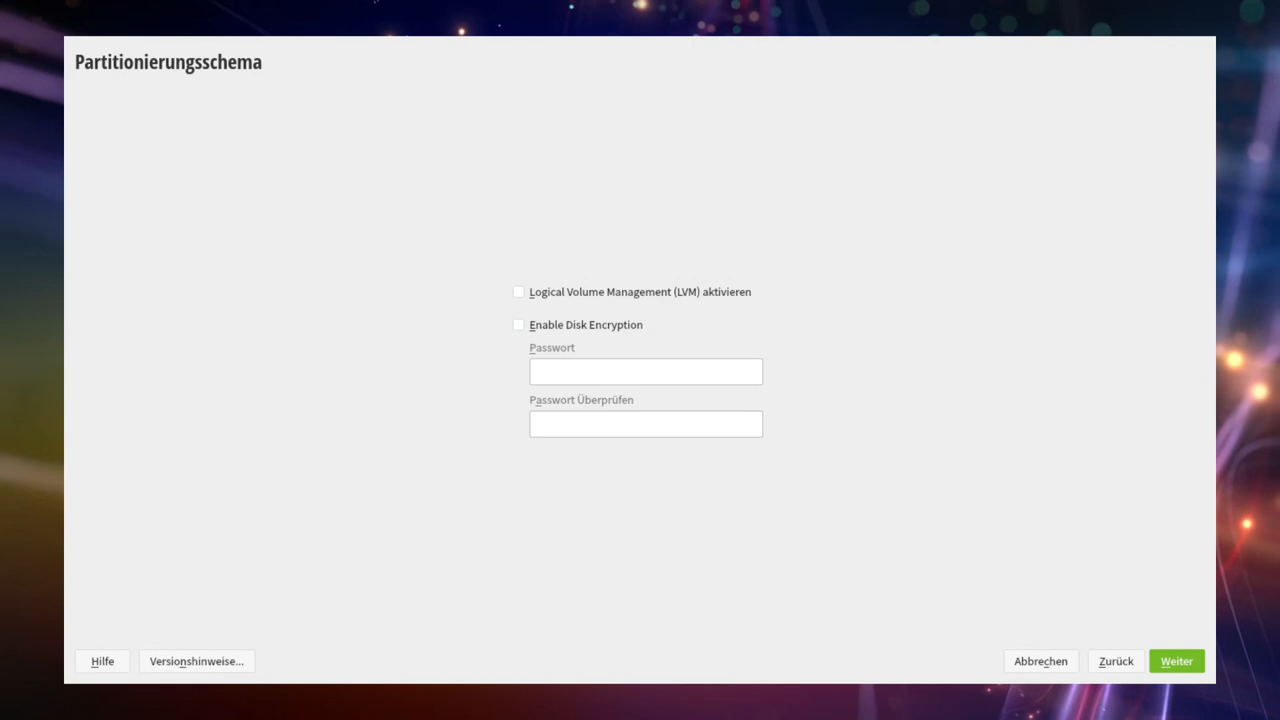 Partitionierungsschema
Logical Volume Management (LVM) aktivieren
Enable Disk Encryption
Passwort
Passwort Überprüfen
Hilfe
Versionshinweise...
Abbrechen
Zurück
Weiter